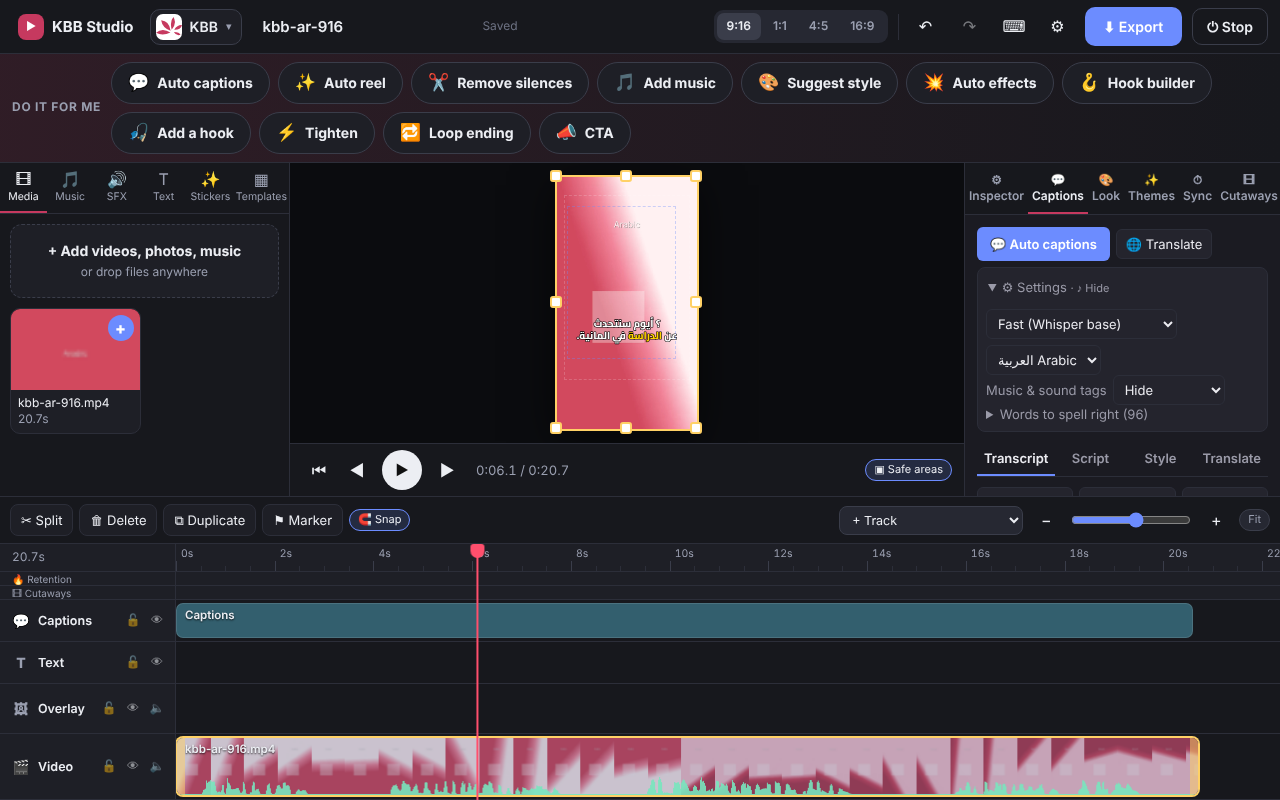 KBB Studio
KBB
kbb-ar-916
Saved
9:16
1:1
4:5
16:9
Export
Stop
DO IT FOR ME
Auto captions
Auto reel
Remove silences
Add music
Suggest style
Auto effects
Hook builder
Add a hook
Tighten
Loop ending
CTA
Media
Music
SFX
Text
Stickers
Templates
+ Add videos, photos, music
or drop files anywhere
Arabic
kbb-ar-916.mp4
20.7s
Arabic
؟ أيوم سنتحدث
عن الدراسة في المانية.
0:06.1 / 0:20.7
Safe areas
Inspector
Captions
Look
Themes
Sync
Cutaways
Auto captions
Translate
Settings · ♪ Hide
Fast (Whisper base)
العربية Arabic
Music & sound tags
Hide
Words to spell right (96)
Transcript
Script
Style
Translate
Split
Delete
Duplicate
Marker
Snap
+ Track
Fit
20.7s
0s
2s
4s
8s
10s
12s
14s
16s
18s
20s
22
Retention
Cutaways
Captions
Captions
Text
Overlay
Video
kbb-ar-916.mp4